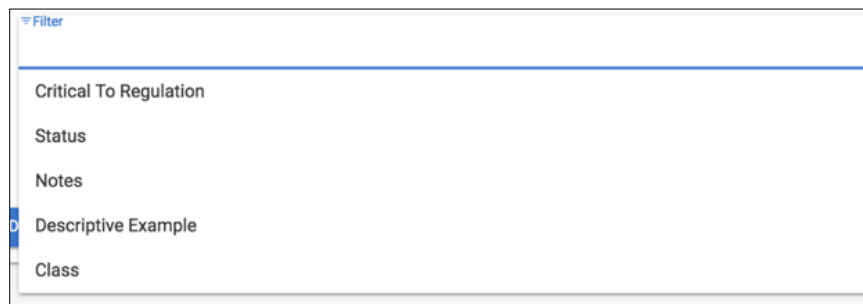 Filter
Critical To Regulation
Status
Notes
D
Descriptive Example
Class